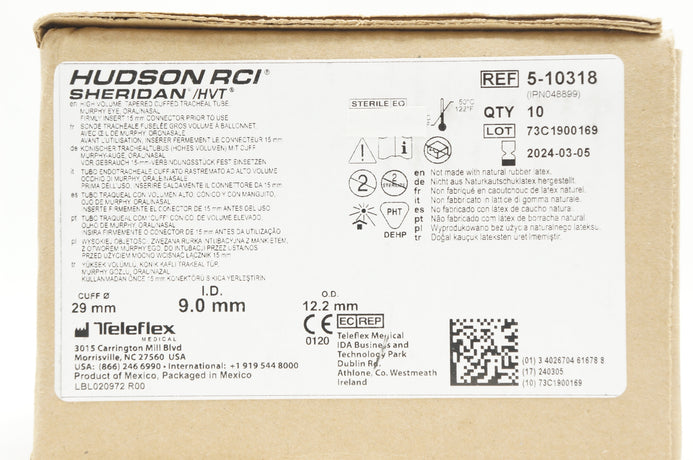 HUDSON RCI®
SHERIDAN® /HVT®
en HIGH VOLUME, TAPERED CUFFED TRACHEAL TUBE,
MURPHY EYE, ORAL/NASAL
FIRMLY INSERT 15 mm CONNECTOR PRIOR TO USE
fr SONDE TRACHÉALE FUSELÉE GROS VOLUME À BALLONNET,
AVEC ŒIL DE MURPHY, ORALE/NASALE
AVANT L'UTILISATION, INSÉRER FERMEMENT LE CONNECTEUR 15 mm
de KONISCHER TRACHEALTUBUS (HOHES VOLUMEN) MIT CUFF
MURPHY-AUGE, ORAL/NASAL
VOR GEBRAUCH 15 mm-VERBINDUNGSSTÜCK FEST EINSETZEN
it TUBO ENDOTRACHEALE CUFFIATO RASTREMATO AD ALTO VOLUME
OCCHIO DI MURPHY, ORALE/NASALE
PRIMA DELL'USO, INSERIRE SALDAMENTE IL CONNETTORE DA 15 mm
es TUBO TRAQUEAL CON VOLUMEN ALTO, CÓNICO Y CON MANGUITO,
OJO DE MURPHY, ORAL/NASAL
INSERTE FIRMEMENTE EL CONECTOR DE 15 mm ANTES DEL USO
pt TUBO TRAQUEAL COM "CUFF" CÓNICO, DE VOLUME ELEVADO,
OLHO DE MURPHY, ORAL/NASAL
INSIRA FIRMEMENTE O CONECTOR DE 15 mm ANTES DA UTILIZAÇÃO
pl WYSOKIEJ OBJĘTOŚCI, ZWĘŻANA RURKA INTUBACYJNA Z MANKIETEM,
Z OTWOREM MURPHY EGO, DO INTUBACJI PRZEZ USTA/NOS
PRZED UŻYCIEM MOCNO WCISNĄĆ ŁĄCZNIK 15 mm
tr YÜKSEK VOLÜMLÜ, KONİK KAFLI TRAKEAL TÜP,
MURPHY GÖZLÜ, ORAL/NAZAL
KULLANMADAN ÖNCE 15 mm KONEKTÖRÜ SIKICA YERLEŞTİRİN
CUFF Ø
29 mm
I.D.
9.0 mm
O.D.
12.2 mm
Teleflex
MEDICAL
3015 Carrington Mill Blvd
Morrisville, NC 27560 USA
USA: (866) 246 6990 • International: +1 919 544 8000
Product of Mexico, Packaged in Mexico
LBL020972 R00
CE
0120
EC REP
Teleflex Medical
IDA Business and
Technology Park
Dublin Rd.
Athlone, Co. Westmeath
Ireland
STERILE EO
50°C
122°F
i
2
2
STERILIZE
PHT
DEHP
REF 5-10318
(IPN048899)
QTY 10
LOT 73C1900169
2024-03-05
en Not made with natural rubber latex.
de Nicht aus Naturkautschuklatex hergestellt.
fr Non fabriqué en caoutchouc de latex naturel.
it Non fabbricato in lattice di gomma naturale.
es No fabricado con látex de caucho natural.
pt Não fabricado com látex de borracha natural.
pl Wyprodukowano bez użycia naturalnego lateksu.
tr Doğal kauçuk lateksten üretilmemiştir.
(01) 3 4026704 61678 8
(17) 240305
(10) 73C1900169